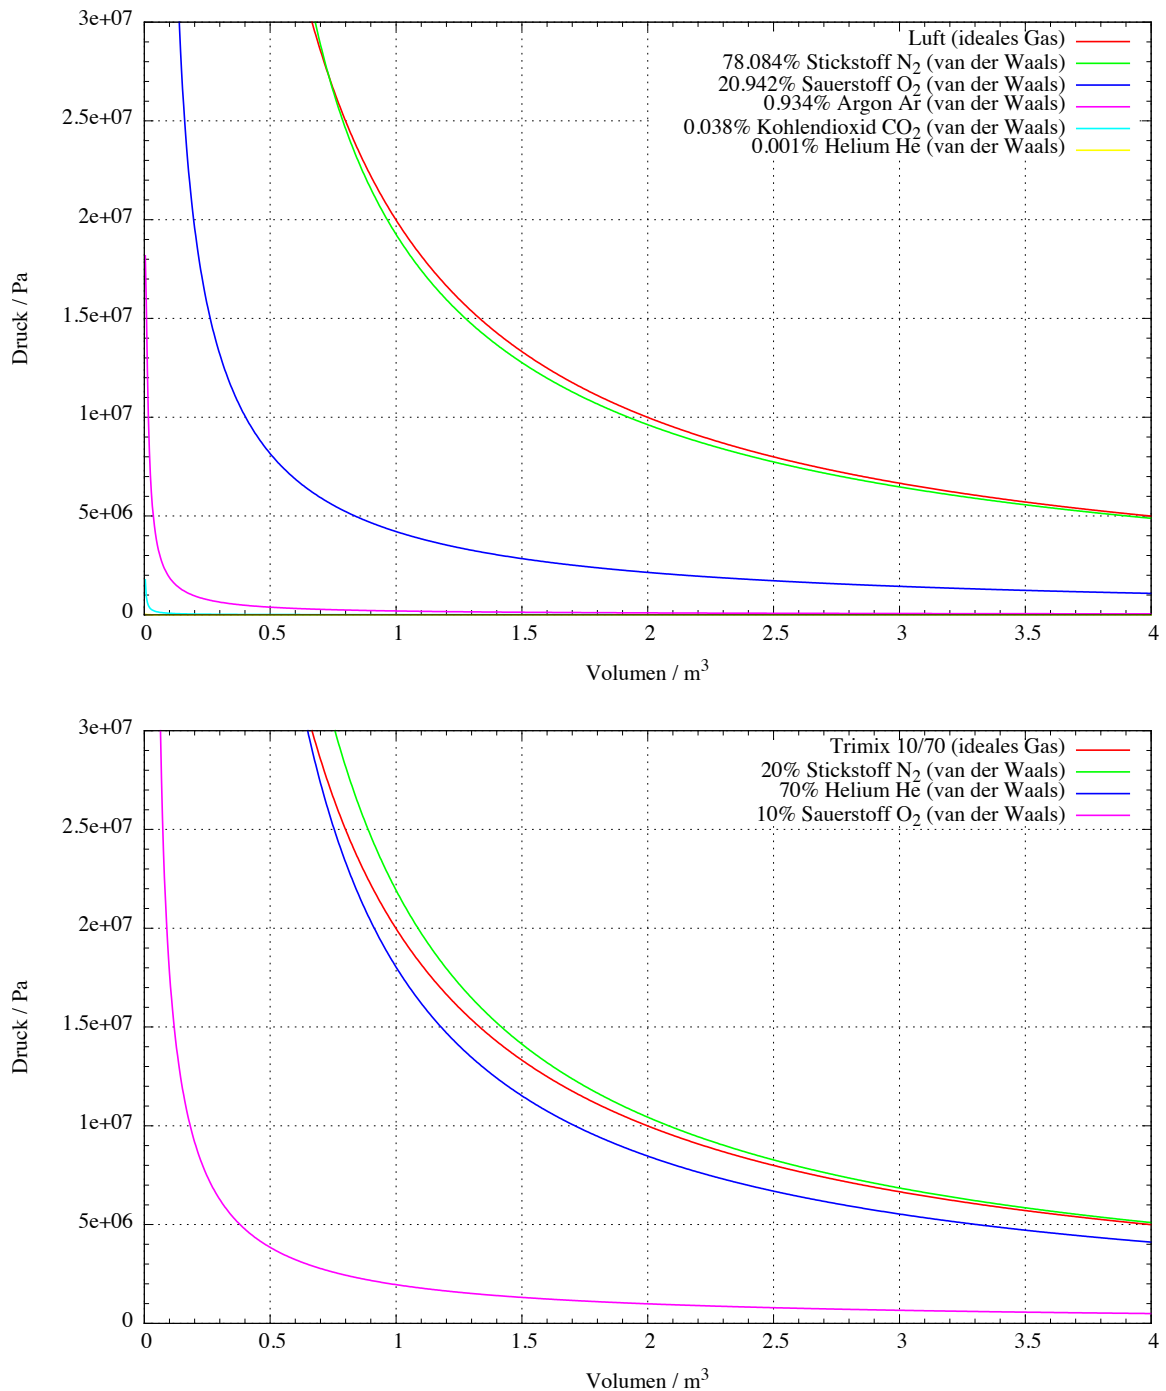 3e+07
2.5e+07
2e+07
1.5e+07
1e+07
5e+06
0
Druck / Pa
Luft (ideales Gas)
78.084% Stickstoff N2 (van der Waals)
20.942% Sauerstoff O2 (van der Waals)
0.934% Argon Ar (van der Waals)
0.038% Kohlendioxid CO2 (van der Waals)
0.001% Helium He (van der Waals)
0 0.5 1 1.5 2 2.5 3 3.5 4
Volumen / m3
3e+07
2.5e+07
2e+07
1.5e+07
1e+07
5e+06
0
Druck / Pa
Trimix 10/70 (ideales Gas)
20% Stickstoff N2 (van der Waals)
70% Helium He (van der Waals)
10% Sauerstoff O2 (van der Waals)
0 0.5 1 1.5 2 2.5 3 3.5 4
Volumen / m3